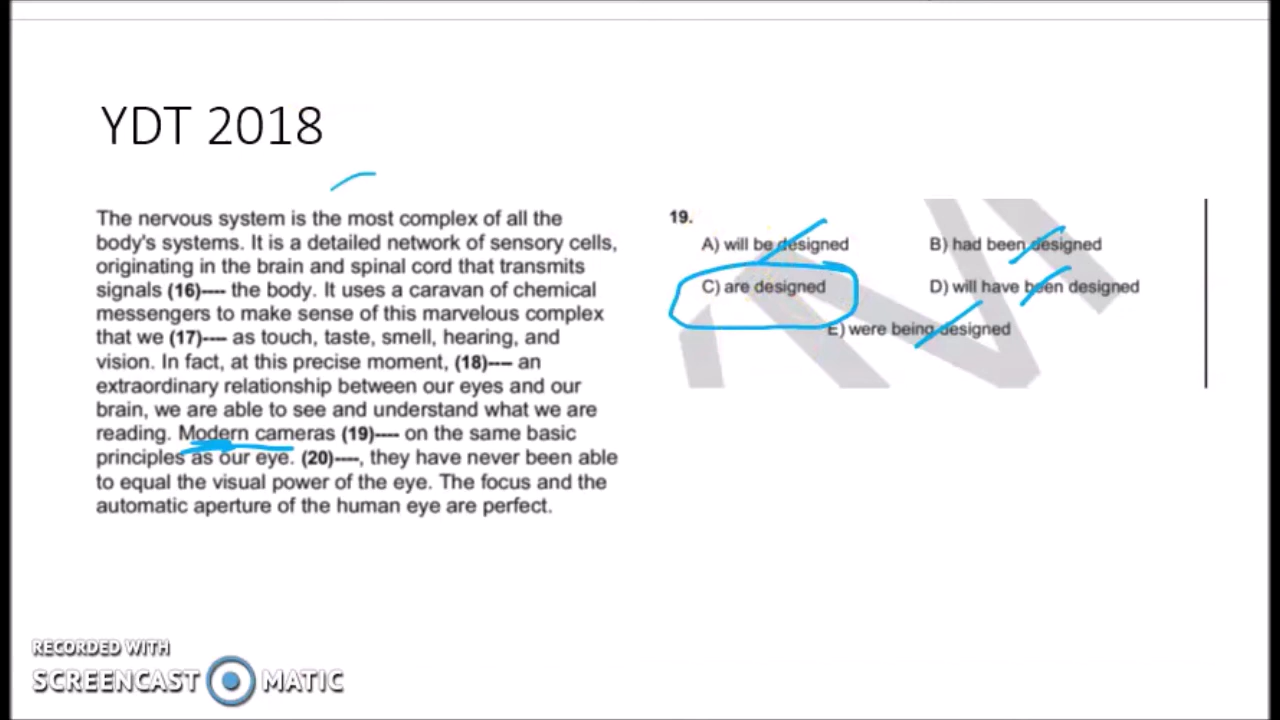 YDT 2018
The nervous system is the most complex of all the
body's systems. It is a detailed network of sensory cells,
originating in the brain and spinal cord that transmits
signals (16)---- the body. It uses a caravan of chemical
messengers to make sense of this marvelous complex
that we (17)---- as touch, taste, smell, hearing, and
vision. In fact, at this precise moment, (18)---- an
extraordinary relationship between our eyes and our
brain, we are able to see and understand what we are
reading. Modern cameras (19)---- on the same basic
principles as our eye. (20)----, they have never been able
to equal the visual power of the eye. The focus and the
automatic aperture of the human eye are perfect.
19.
A) will be designed B) had been designed
C) are designed D) will have been designed
E) were being designed
RECORDED WITH
SCREENCAST MATIC